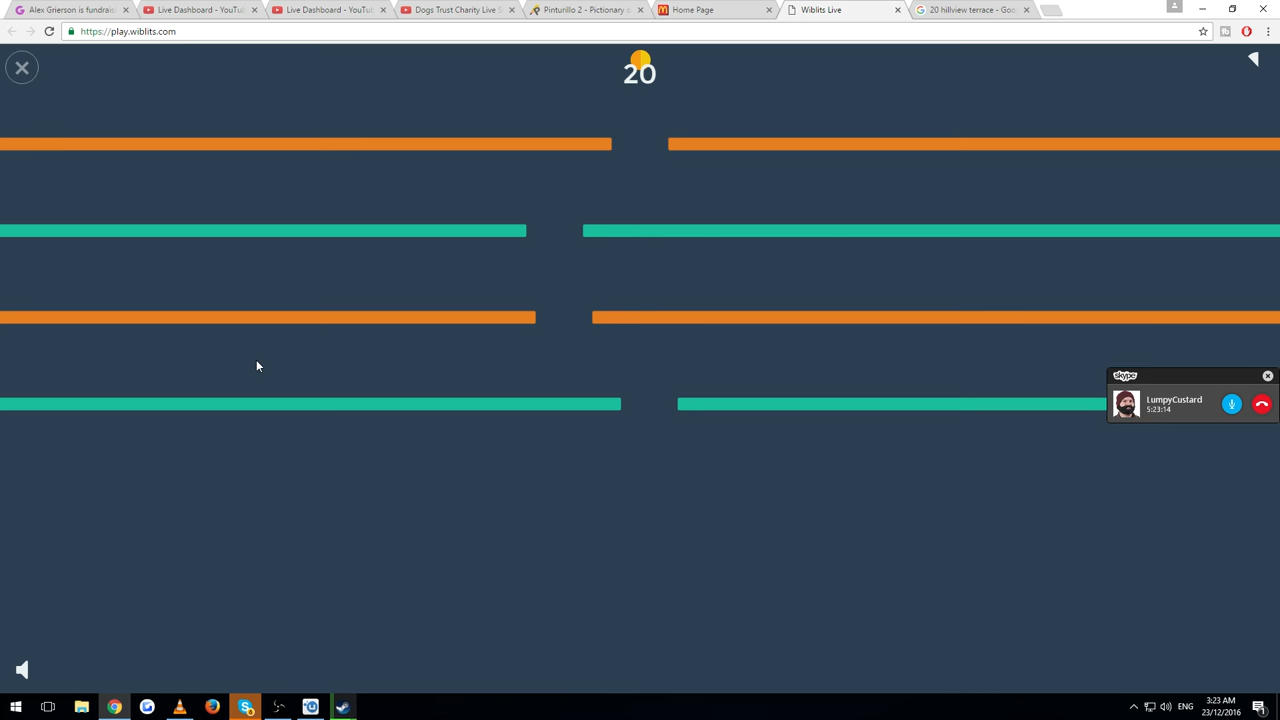 Alex Grierson is fundrais
Live Dashboard - YouTu
Live Dashboard - YouTu
Dogs Trust Charity Live S
Pinturillo 2 - Pictionary o
Home Page
Wiblits Live
20 hillview terrace - Goo
https://play.wiblits.com
20
skype
LumpyCustard
5:23:14
ENG
3:23 AM
23/12/2016